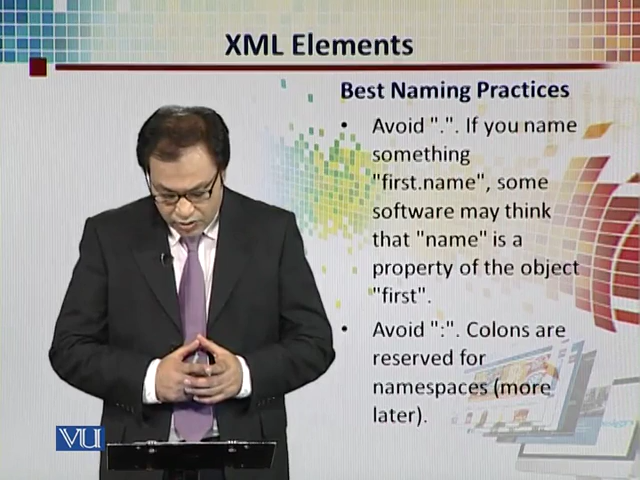 XML Elements
Best Naming Practices
• Avoid ".". If you name
something
"first.name", some
software may think
that "name" is a
property of the object
"first".
• Avoid ":". Colons are
reserved for
namespaces (more
later).
VU